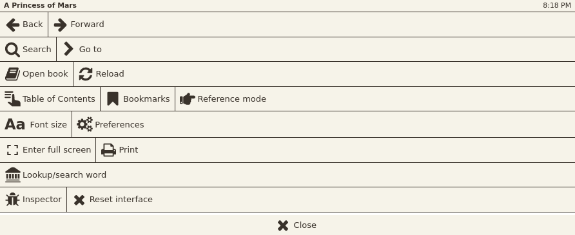 A Princess of Mars 8:18 PM
Back Forward
Search Go to
Open book Reload
Table of Contents Bookmarks Reference mode
Aa Font size Preferences
Enter full screen Print
Lookup/search word
Inspector Reset interface
Close